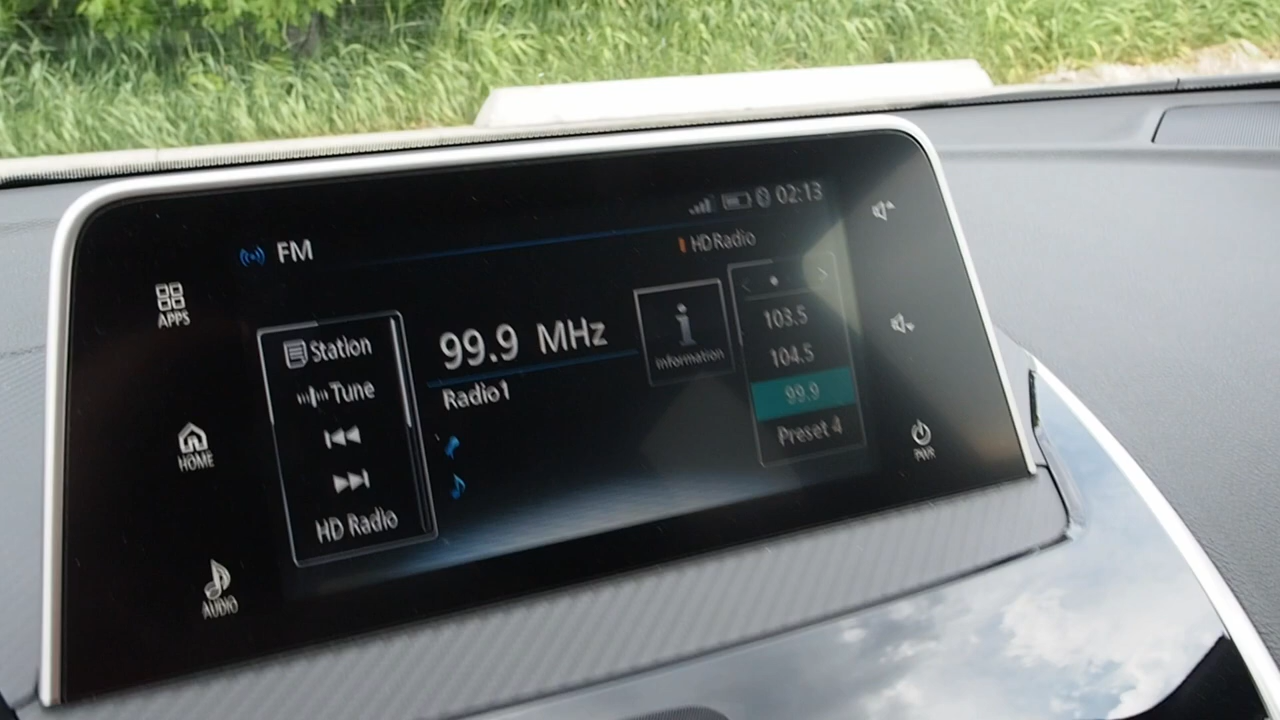 02:13
FM
HD Radio
APPS
Station
Tune
HD Radio
99.9 MHz
Radio1
information
103.5
104.5
99.9
Preset 4
HOME
AUDIO
PWR